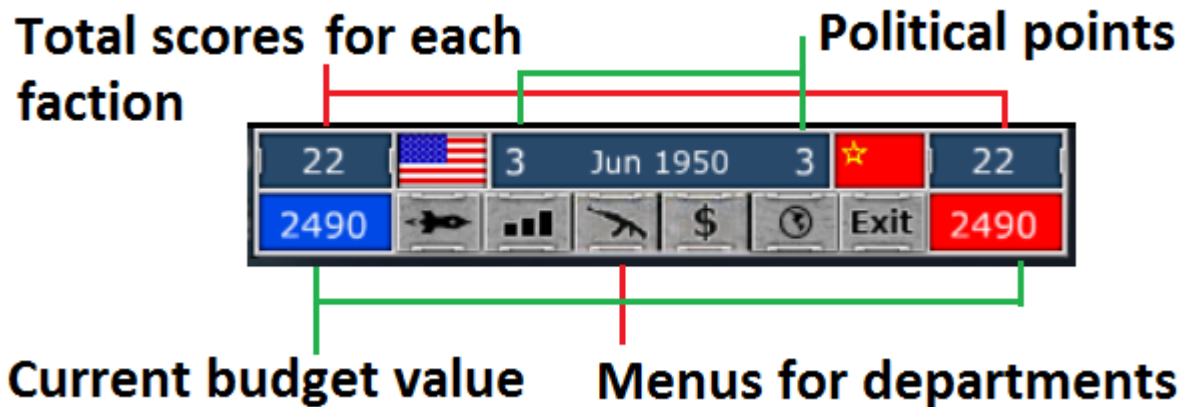 Total scores for each
faction
Political points
22 3 Jun 1950 3 22
2490 $ Exit 2490
Current budget value
Menus for departments